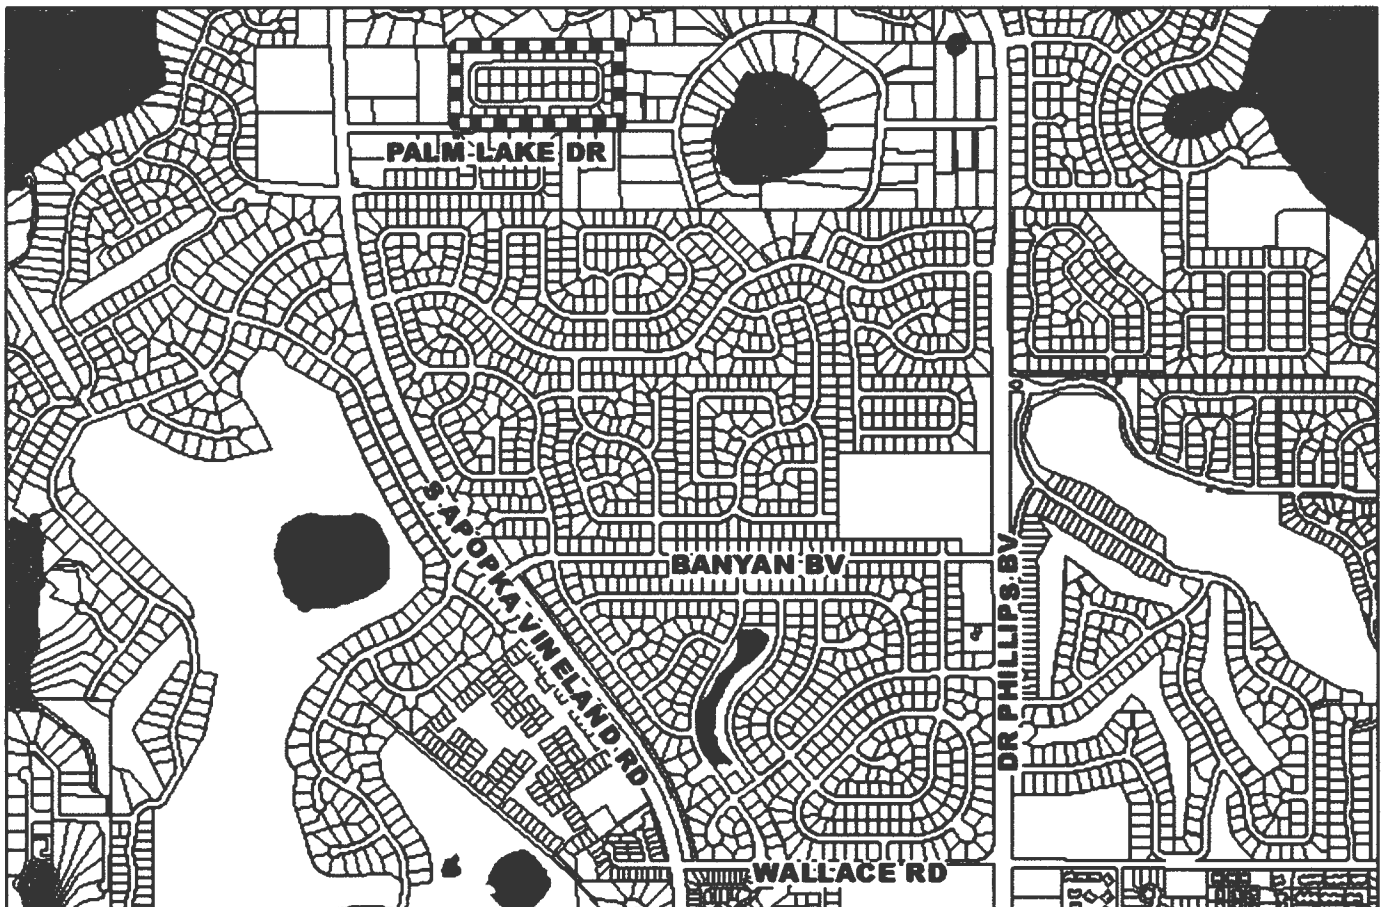 PALM LAKE DR
S. APOPKA VINELAND RD
BANYAN BV
DR PHILLIPS BV
WALLACE RD